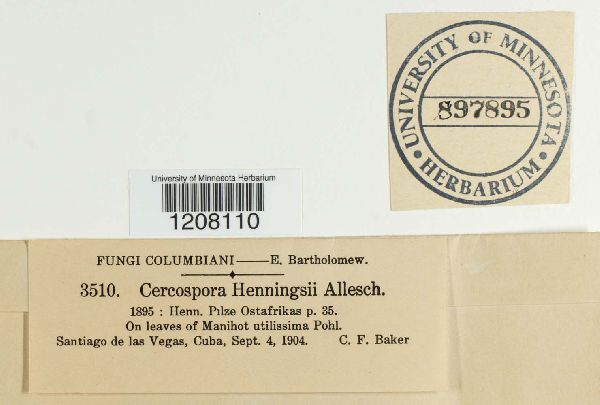 UNIVERSITY OF MINNESOTA
897895
• HERBARIUM •
University of Minnesota Herbarium
1208110
FUNGI COLUMBIANI——E. Bartholomew.
3510. Cercospora Henningsii Allesch.
1895 : Henn. Pilze Ostafrikas p. 35.
On leaves of Manihot utilissima Pohl.
Santiago de las Vegas, Cuba, Sept. 4, 1904. C. F. Baker